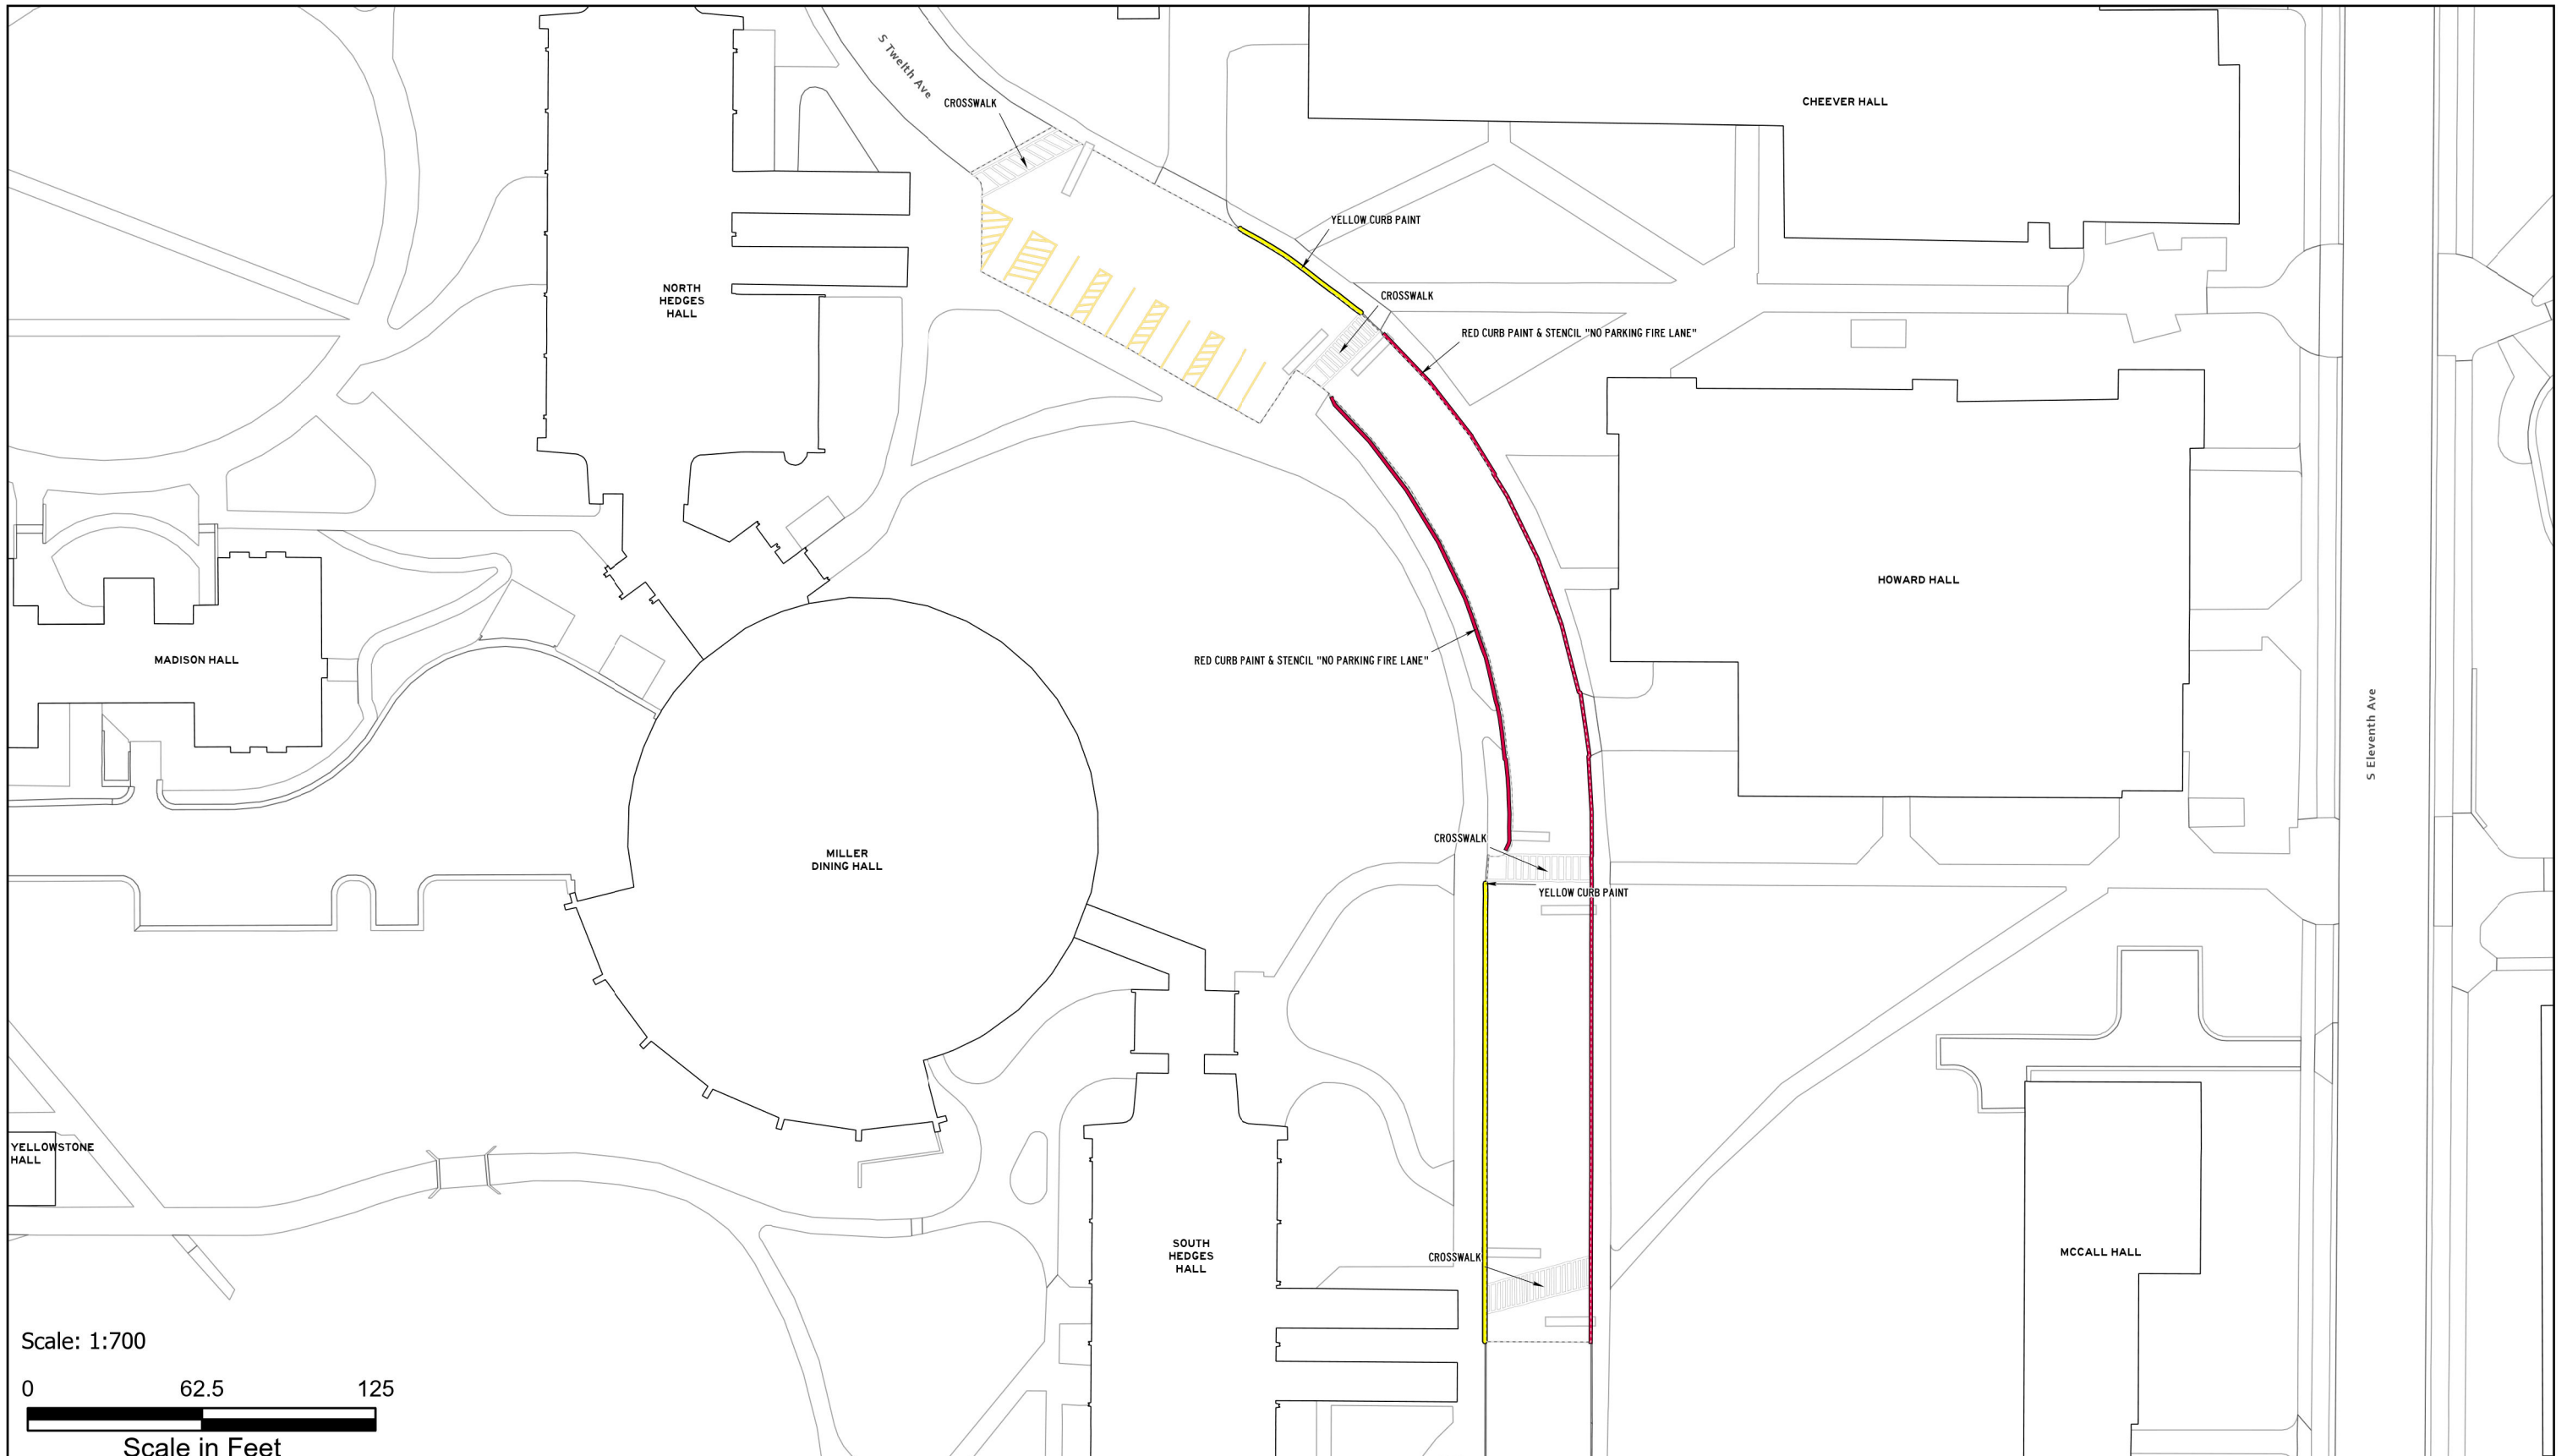 S Twelth Ave
CROSSWALK
CHEEVER HALL
YELLOW CURB PAINT
NORTH
HEDGES
HALL
CROSSWALK
RED CURB PAINT & STENCIL "NO PARKING FIRE LANE"
HOWARD HALL
MADISON HALL
RED CURB PAINT & STENCIL "NO PARKING FIRE LANE"
S Eleventh Ave
CROSSWALK
MILLER
DINING HALL
YELLOW CURB PAINT
YELLOWSTONE
HALL
SOUTH
HEDGES
HALL
CROSSWALK
MCCALL HALL
Scale: 1:700
0 62.5 125
Scale in Feet